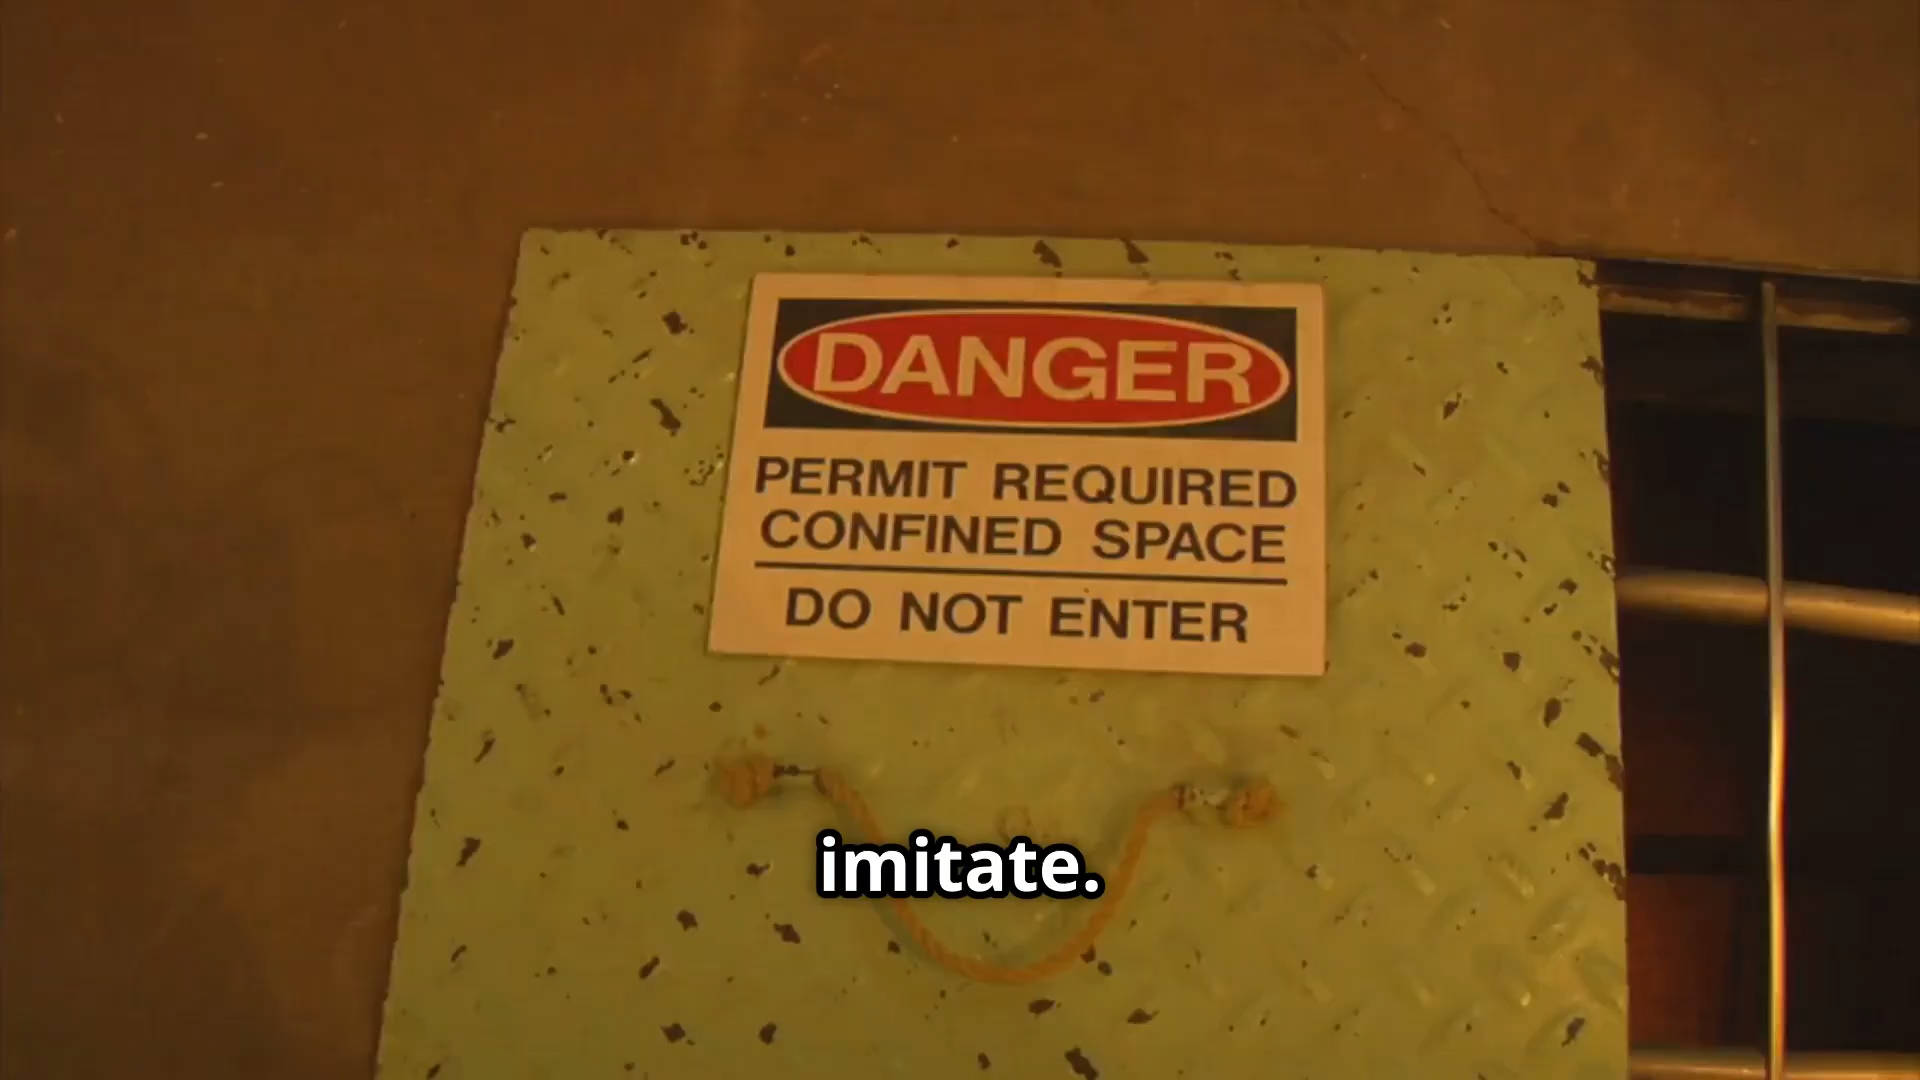 DANGER
PERMIT REQUIRED
CONFINED SPACE
DO NOT ENTER
imitate.